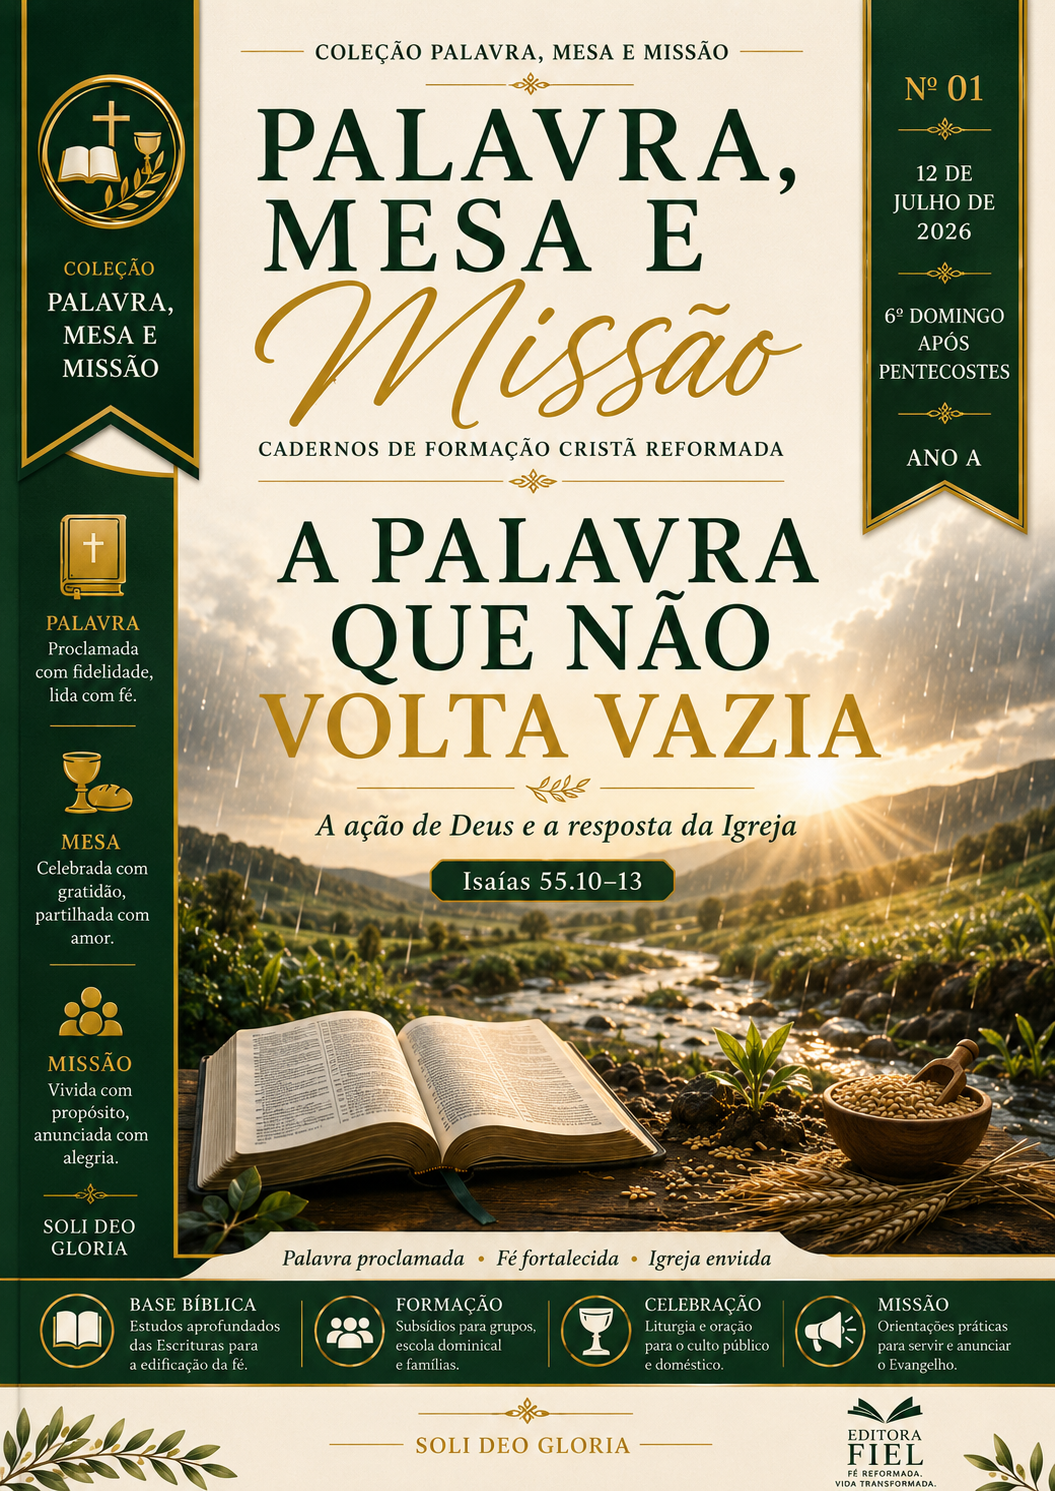 COLEÇÃO PALAVRA, MESA E MISSÃO
PALAVRA,
MESA E
Missão
CADERNOS DE FORMAÇÃO CRISTÃ REFORMADA
COLEÇÃO
PALAVRA,
MESA E
MISSÃO
Nº 01
12 DE
JULHO DE
2026
6º DOMINGO
APÓS
PENTECOSTES
ANO A
A PALAVRA
QUE NÃO
VOLTA VAZIA
A ação de Deus e a resposta da Igreja
Isaías 55.10–13
PALAVRA
Proclamada
com fidelidade,
lida com fé.
MESA
Celebrada com
gratidão,
partilhada com
amor.
MISSÃO
Vivida com
propósito,
anunciada com
alegria.
SOLI DEO
GLORIA
Palavra proclamada • Fé fortalecida • Igreja enviuda
BASE BÍBLICA
Estudos aprofundados
das Escrituras para
a edificação da fé.
FORMAÇÃO
Subsídios para grupos,
escola dominical
e famílias.
CELEBRAÇÃO
Liturgia e oração
para o culto público
e doméstico.
MISSÃO
Orientações práticas
para servir e anunciar
o Evangelho.
SOLI DEO GLORIA
EDITORA
FIEL
FÉ REFORMADA.
VIDA TRANSFORMADA.